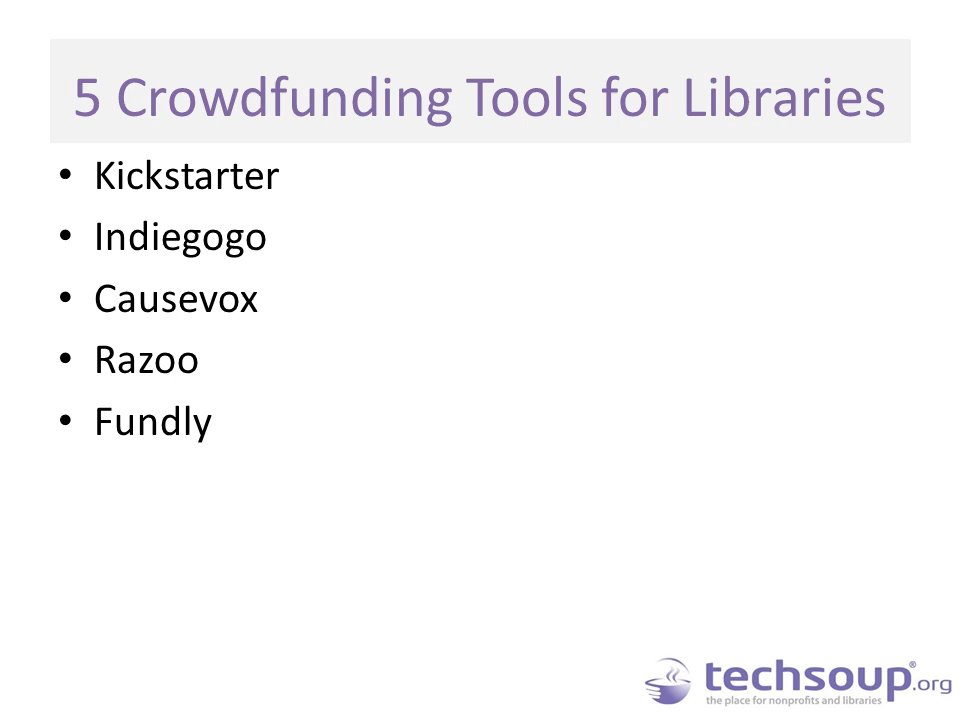 5 Crowdfunding Tools for Libraries
• Kickstarter
• Indiegogo
• Causevox
• Razoo
• Fundly
techsoup®.org
the place for nonprofits and libraries